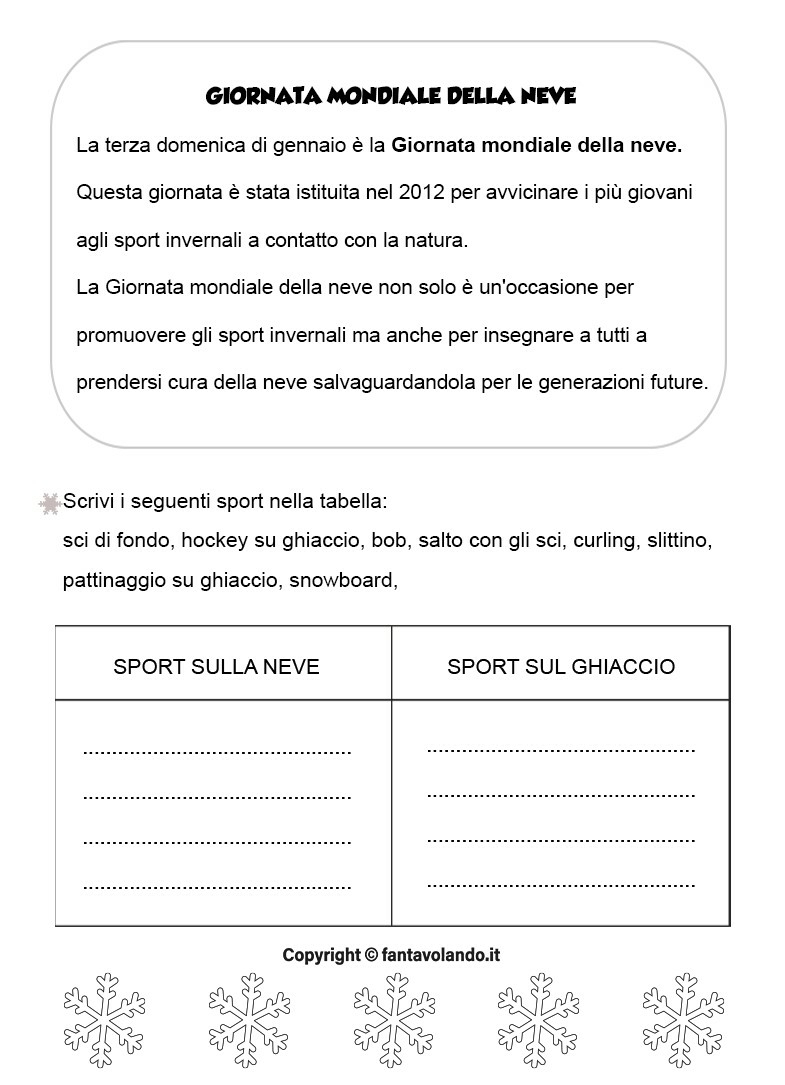 GIORNATA MONDIALE DELLA NEVE
La terza domenica di gennaio è la Giornata mondiale della neve.
Questa giornata è stata istituita nel 2012 per avvicinare i più giovani
agli sport invernali a contatto con la natura.
La Giornata mondiale della neve non solo è un'occasione per
promuovere gli sport invernali ma anche per insegnare a tutti a
prendersi cura della neve salvaguardandola per le generazioni future.
Scrivi i seguenti sport nella tabella:
sci di fondo, hockey su ghiaccio, bob, salto con gli sci, curling, slittino,
pattinaggio su ghiaccio, snowboard,
SPORT SULLA NEVE
SPORT SUL GHIACCIO
Copyright © fantavolando.it